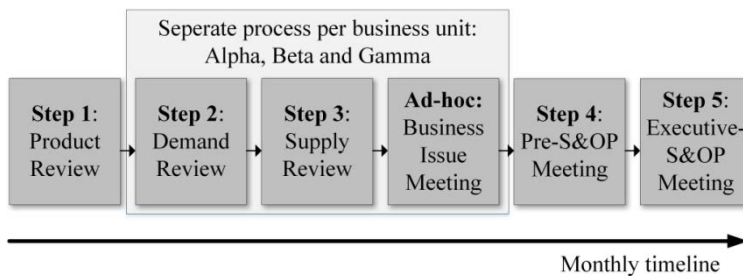 Seperate process per business unit:
Alpha, Beta and Gamma
Step 1:
Product
Review
Step 2:
Demand
Review
Step 3:
Supply
Review
Ad-hoc:
Business
Issue
Meeting
Step 4:
Pre-S&OP
Meeting
Step 5:
Executive-
S&OP
Meeting
Monthly timeline